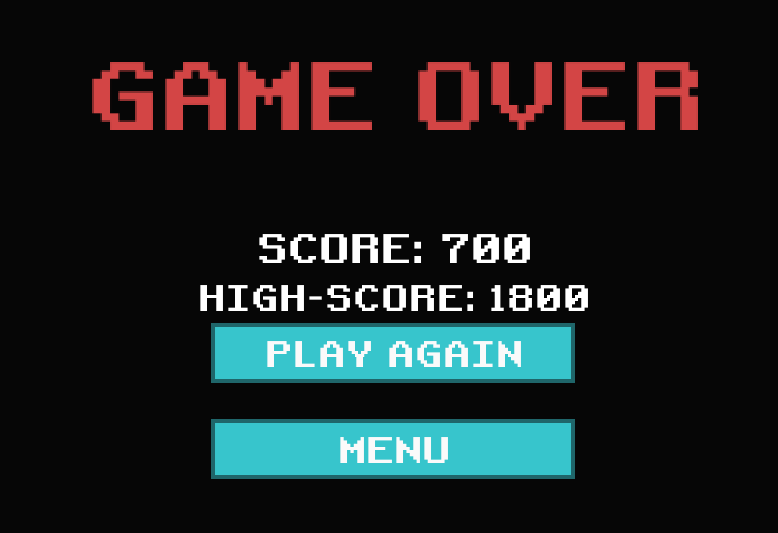 GAME OVER
SCORE: 700
HIGH-SCORE: 1800
PLAY AGAIN
MENU